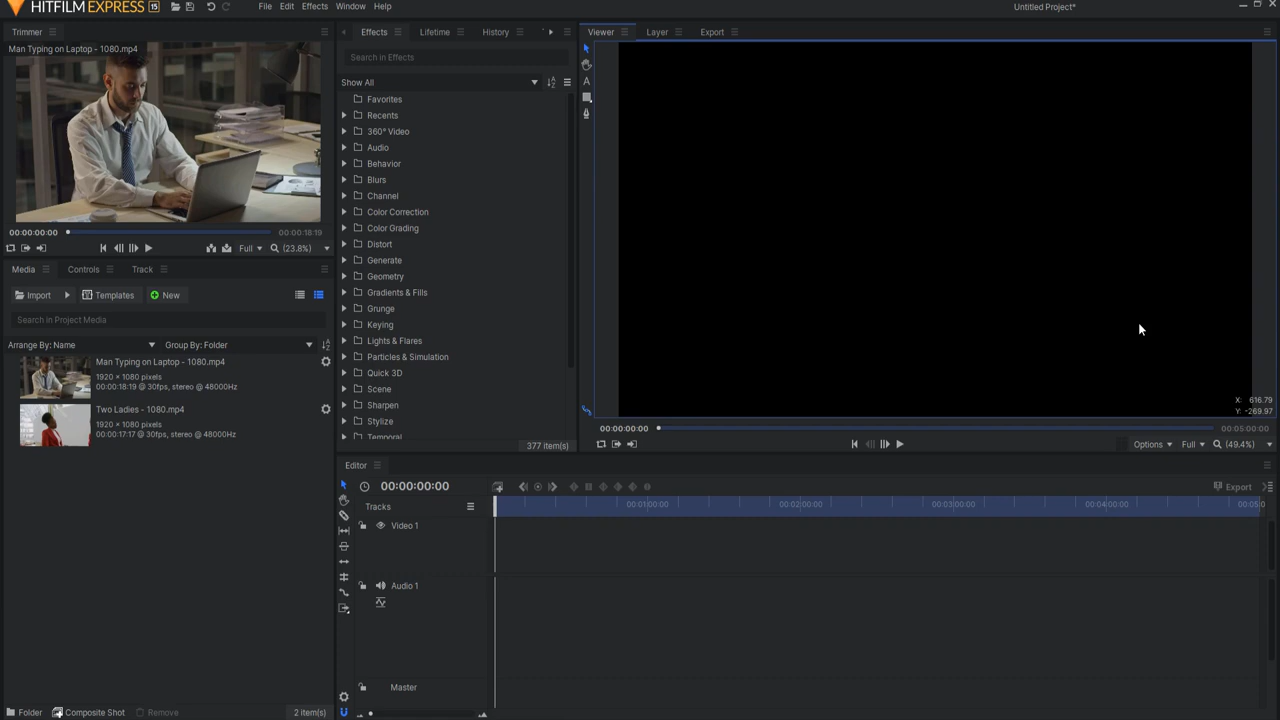 HITFILM EXPRESS 15
File Edit Effects Window Help
Untitled Project*
Trimmer
Man Typing on Laptop - 1080.mp4
00:00:00:00
00:00:18:19
Full
(23.8%)
Media Controls Track
Import
Templates
New
Search in Project Media
Arrange By: Name
Group By: Folder
Man Typing on Laptop - 1080.mp4
1920 × 1080 pixels
00:00:18:19 @ 30fps, stereo @ 48000Hz
Two Ladies - 1080.mp4
1920 × 1080 pixels
00:00:17:17 @ 30fps, stereo @ 48000Hz
Folder
Composite Shot
Remove
2 item(s)
Effects Lifetime History
Search in Effects
Show All
Favorites
Recents
360° Video
Audio
Behavior
Blurs
Channel
Color Correction
Color Grading
Distort
Generate
Geometry
Gradients & Fills
Grunge
Keying
Lights & Flares
Particles & Simulation
Quick 3D
Scene
Sharpen
Stylize
Temporal
377 item(s)
Viewer Layer Export
A
X: 616.79
Y: -269.97
00:00:00:00
00:05:00:00
Options
Full
(49.4%)
Editor
00:00:00:00
Export
Tracks
00:01:00:00 00:02:00:00 00:03:00:00 00:04:00:00 00:05:0
Video 1
Audio 1
Master